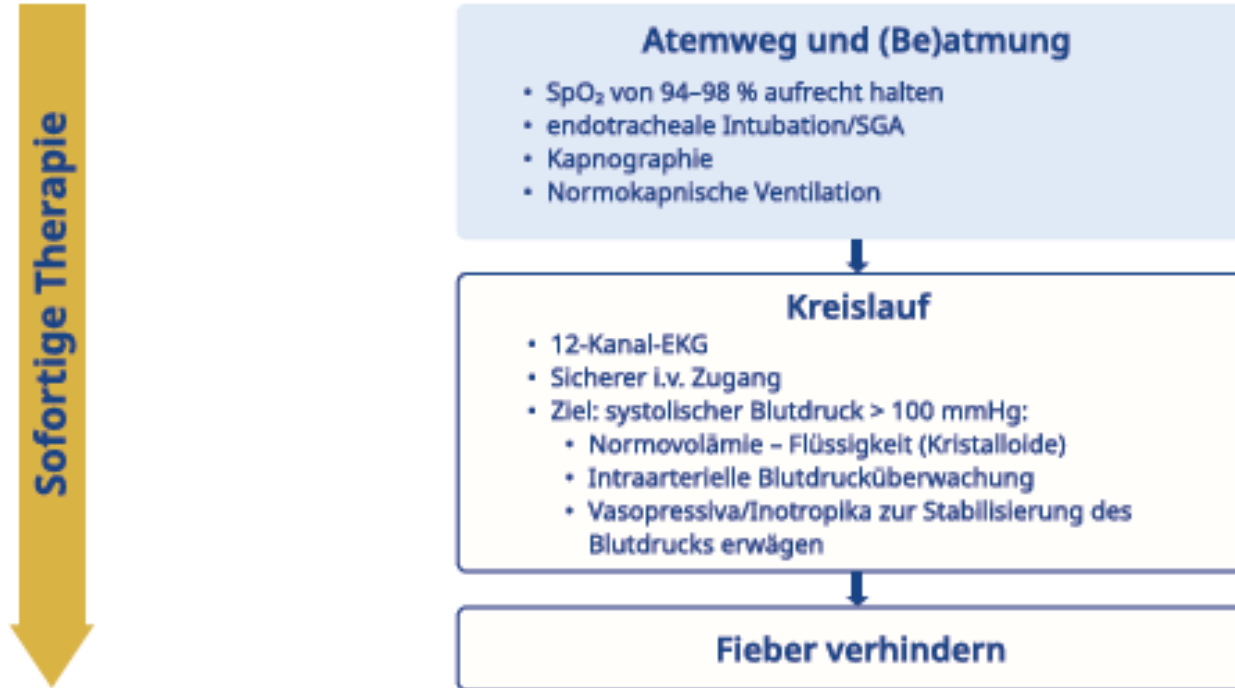 Sofortige Therapie
Atemweg und (Be)atmung
• SpO₂ von 94–98 % aufrecht halten
• endotracheale Intubation/SGA
• Kapnographie
• Normokapnische Ventilation
Kreislauf
• 12-Kanal-EKG
• Sicherer i.v. Zugang
• Ziel: systolischer Blutdruck > 100 mmHg:
• Normovolämie – Flüssigkeit (Kristalloide)
• Intraarterielle Blutdrucküberwachung
• Vasopressiva/Inotropika zur Stabilisierung des
Blutdrucks erwägen
Fieber verhindern